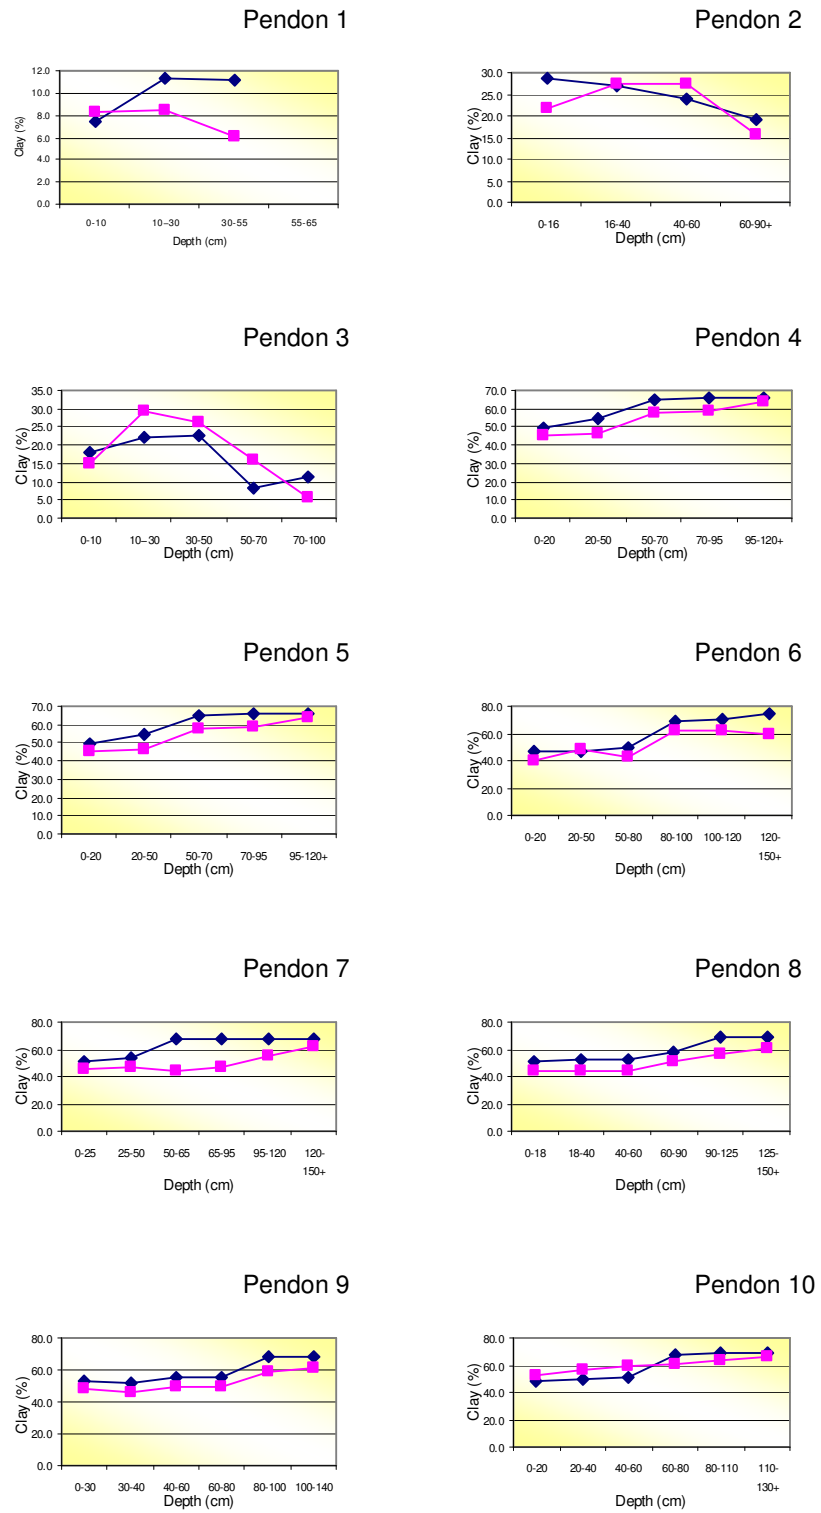 Pendon 1
12.0
10.0
8.0
6.0
4.0
2.0
0.0
Clay (%)
0-10 10–30 30-55 55-65
Depth (cm)
Pendon 2
30.0
25.0
20.0
15.0
10.0
5.0
0.0
Clay (%)
0-16 16-40 40-60 60-90+
Depth (cm)
Pendon 3
35.0
30.0
25.0
20.0
15.0
10.0
5.0
0.0
Clay (%)
0-10 10–30 30-50 50-70 70-100
Depth (cm)
Pendon 4
70.0
60.0
50.0
40.0
30.0
20.0
10.0
0.0
Clay (%)
0-20 20-50 50-70 70-95 95-120+
Depth (cm)
Pendon 5
70.0
60.0
50.0
40.0
30.0
20.0
10.0
0.0
Clay (%)
0-20 20-50 50-70 70-95 95-120+
Depth (cm)
Pendon 6
80.0
60.0
40.0
20.0
0.0
Clay (%)
0-20 20-50 50-80 80-100 100-120 120-
150+
Depth (cm)
Pendon 7
80.0
60.0
40.0
20.0
0.0
Clay (%)
0-25 25-50 50-65 65-95 95-120 120-
150+
Depth (cm)
Pendon 8
80.0
60.0
40.0
20.0
0.0
Clay (%)
0-18 18-40 40-60 60-90 90-125 125-
150+
Depth (cm)
Pendon 9
80.0
60.0
40.0
20.0
0.0
Clay (%)
0-30 30-40 40-60 60-80 80-100 100-140
Depth (cm)
Pendon 10
80.0
60.0
40.0
20.0
0.0
Clay (%)
0-20 20-40 40-60 60-80 80-110 110-
130+
Depth (cm)